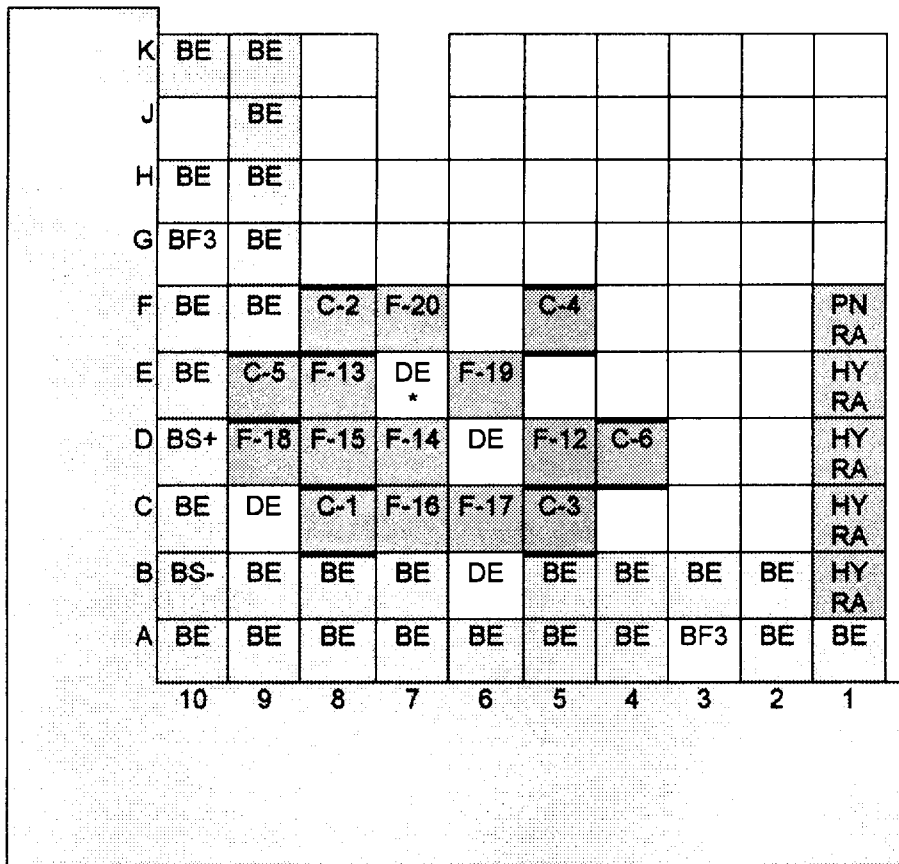 K BE BE
J BE
H BE BE
G BF3 BE
F BE BE C-2 F-20 C-4 PN RA
E BE C-5 F-13 DE * F-19 HY RA
D BS+ F-18 F-15 F-14 DE F-12 C-6 HY RA
C BE DE C-1 F-16 F-17 C-3 HY RA
B BS- BE BE BE DE BE BE BE BE HY RA
A BE BE BE BE BE BE BE BF3 BE BE
10 9 8 7 6 5 4 3 2 1